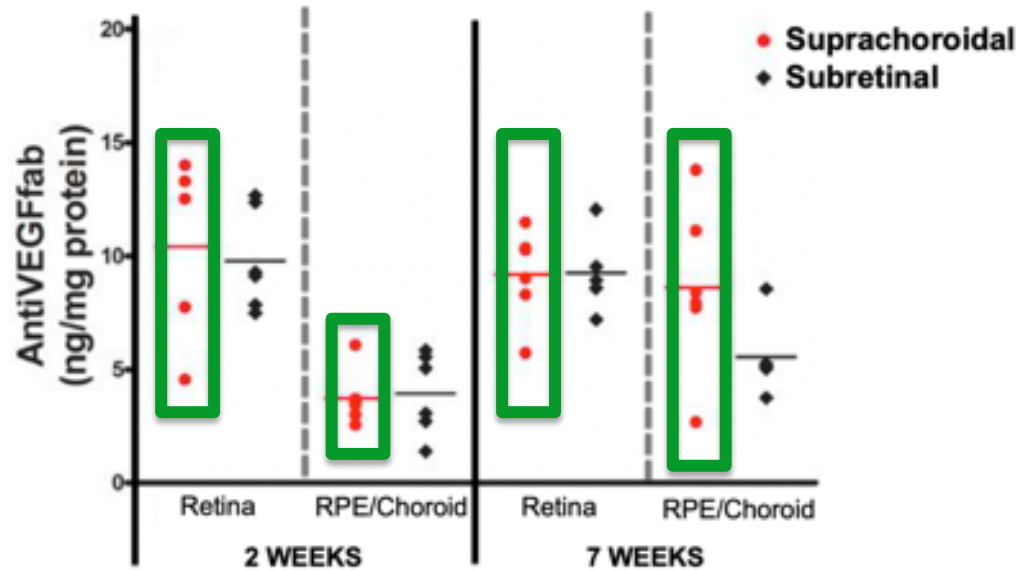 AntiVEGFfab
(ng/mg protein)
20
15
10
5
0
Suprachoroidal
Subretinal
Retina
RPE/Choroid
Retina
RPE/Choroid
2 WEEKS
7 WEEKS